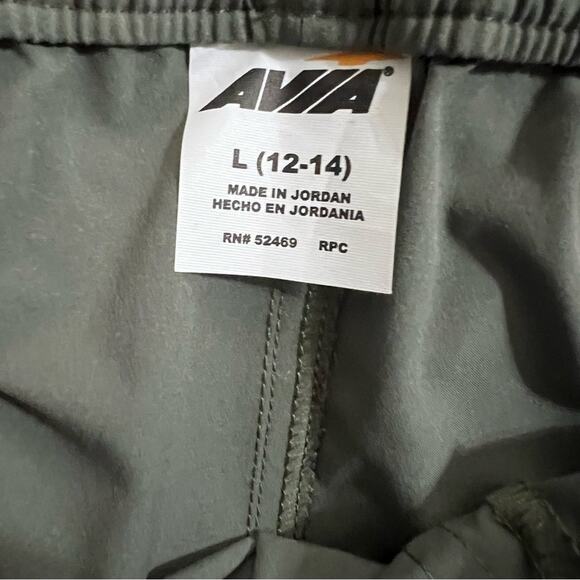 AVIA®
L (12-14)
MADE IN JORDAN
HECHO EN JORDANIA
RN# 52469 RPC